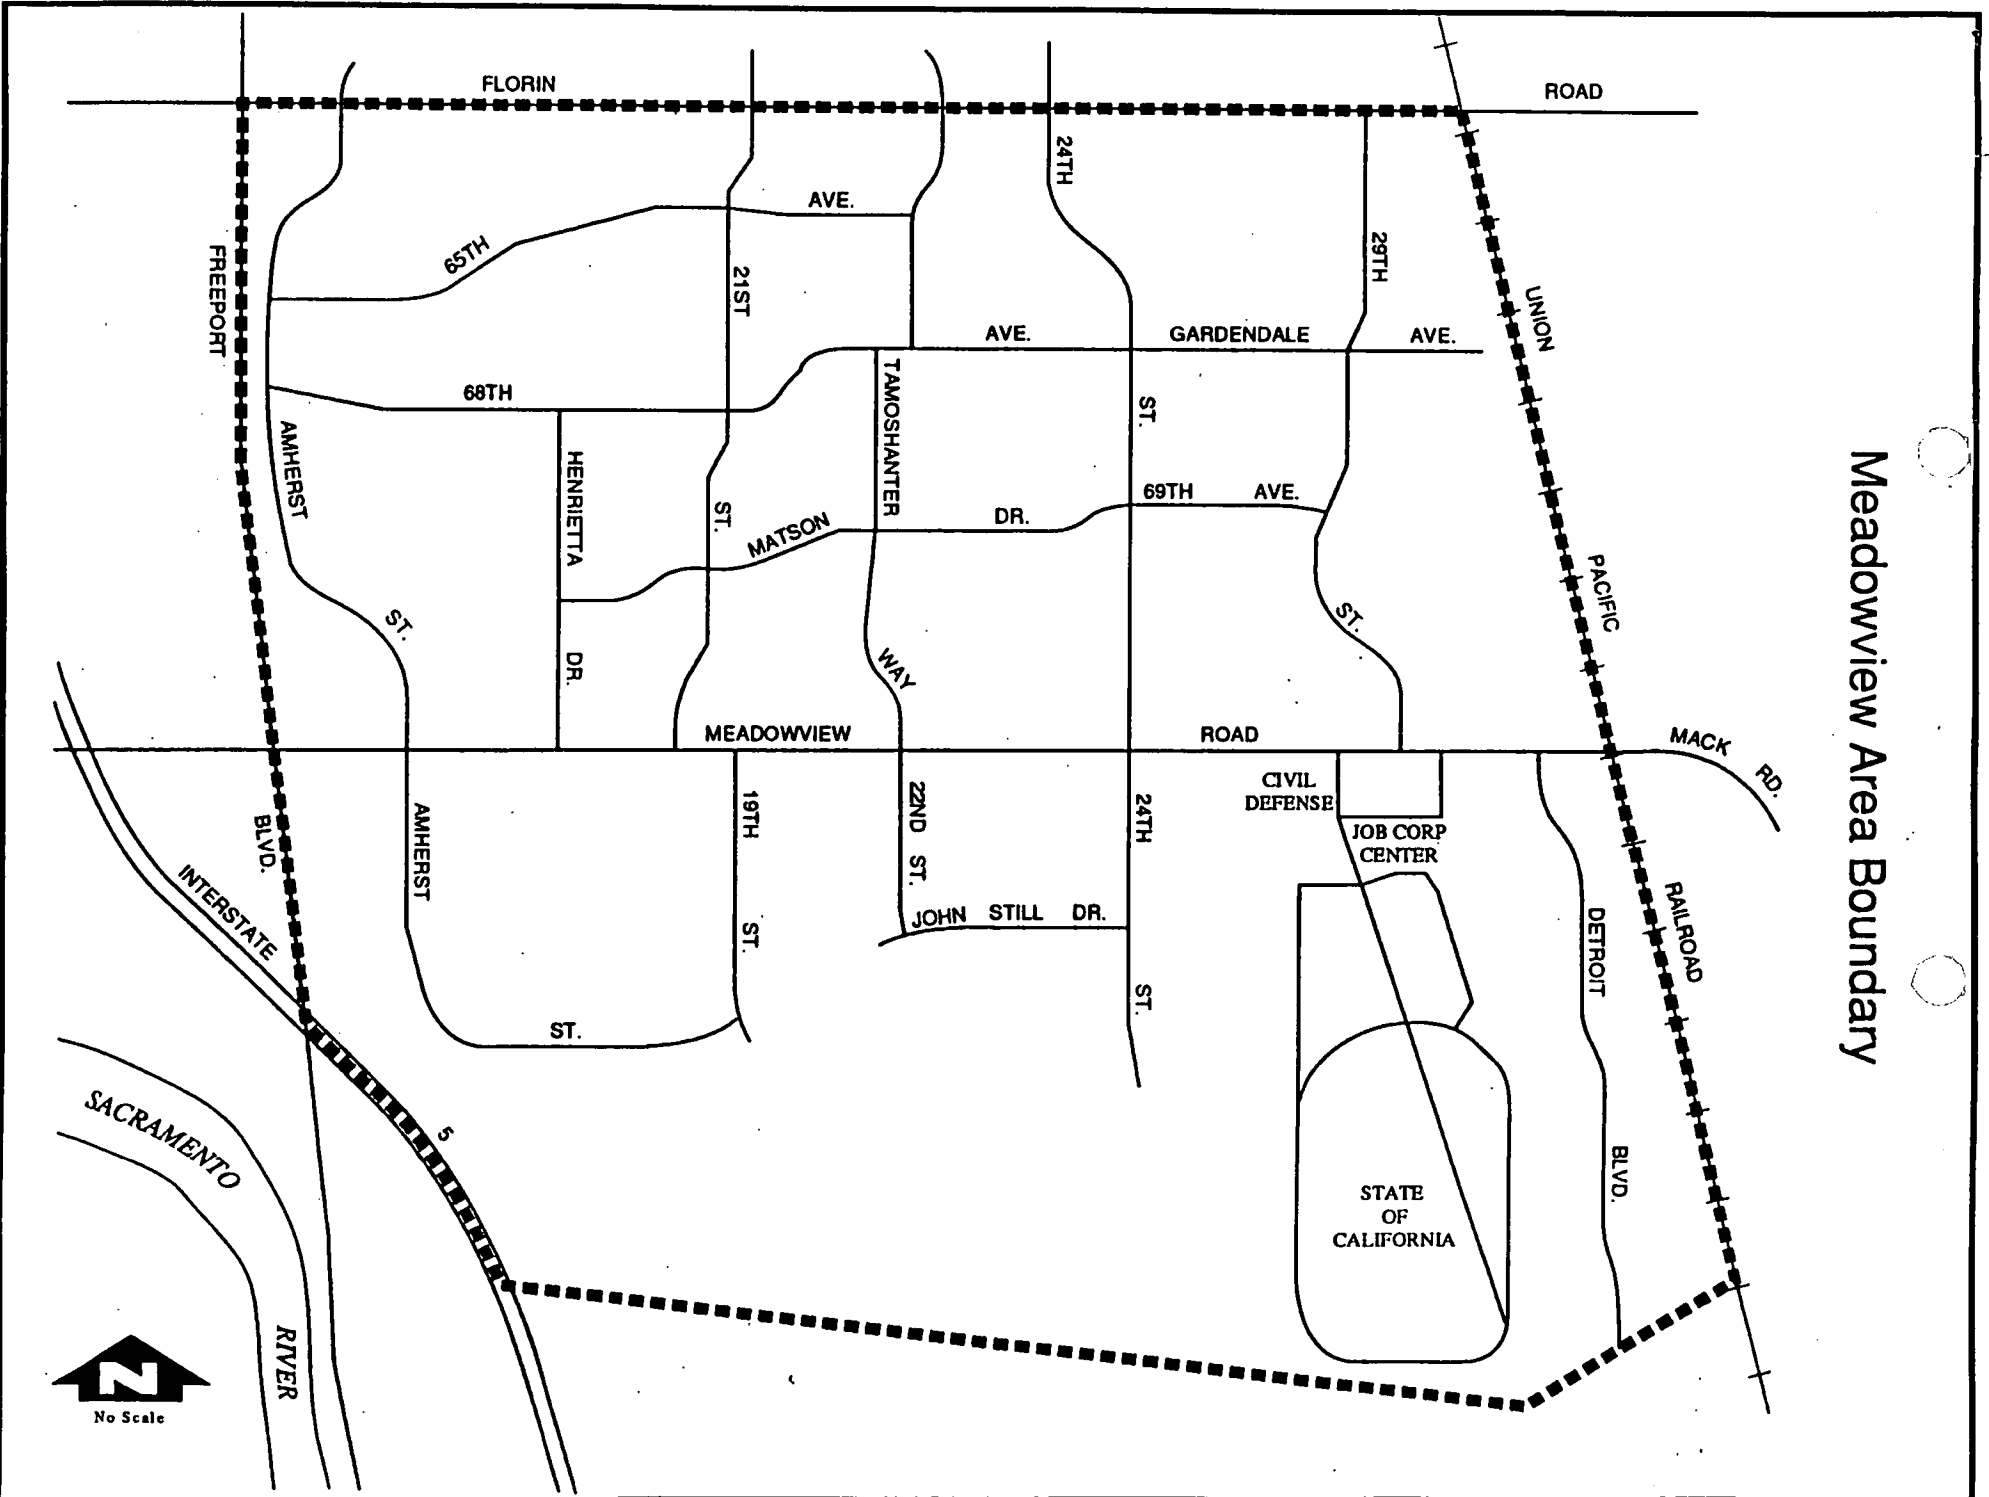 Meadowview Area Boundary
FLORIN
ROAD
24TH
AVE.
65TH
29TH
FREEPORT
21ST
UNION
AVE.
GARDENDALE
AVE.
68TH
TAMOSHANTER
ST.
AMHERST
HENRIETTA
ST.
MATSON
DR.
69TH
AVE.
PACIFIC
ST.
ST.
DR.
WAY
MEADOWVIEW
ROAD
MACK
RD.
CIVIL
DEFENSE
19TH
22ND
24TH
BLVD.
AMHERST
JOB CORP
CENTER
ST.
INTERSTATE
JOHN STILL DR.
ST.
DETROIT
RAILROAD
ST.
ST.
5
SACRAMENTO
RIVER
BLVD.
STATE
OF
CALIFORNIA
N
No Scale